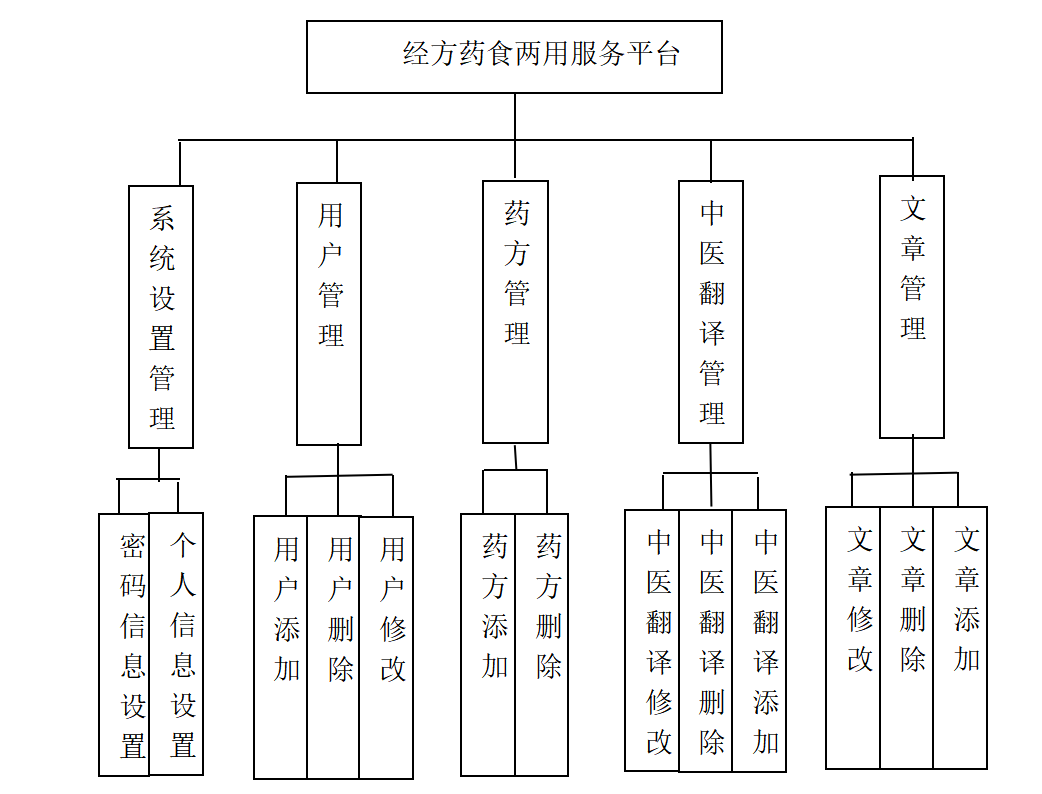 经方药食两用服务平台
系统设置管理
用户管理
药方管理
中医翻译管理
文章管理
密码信息设置
个人信息设置
用户添加
用户删除
用户修改
药方添加
药方删除
中医翻译修改
中医翻译删除
中医翻译添加
文章修改
文章删除
文章添加